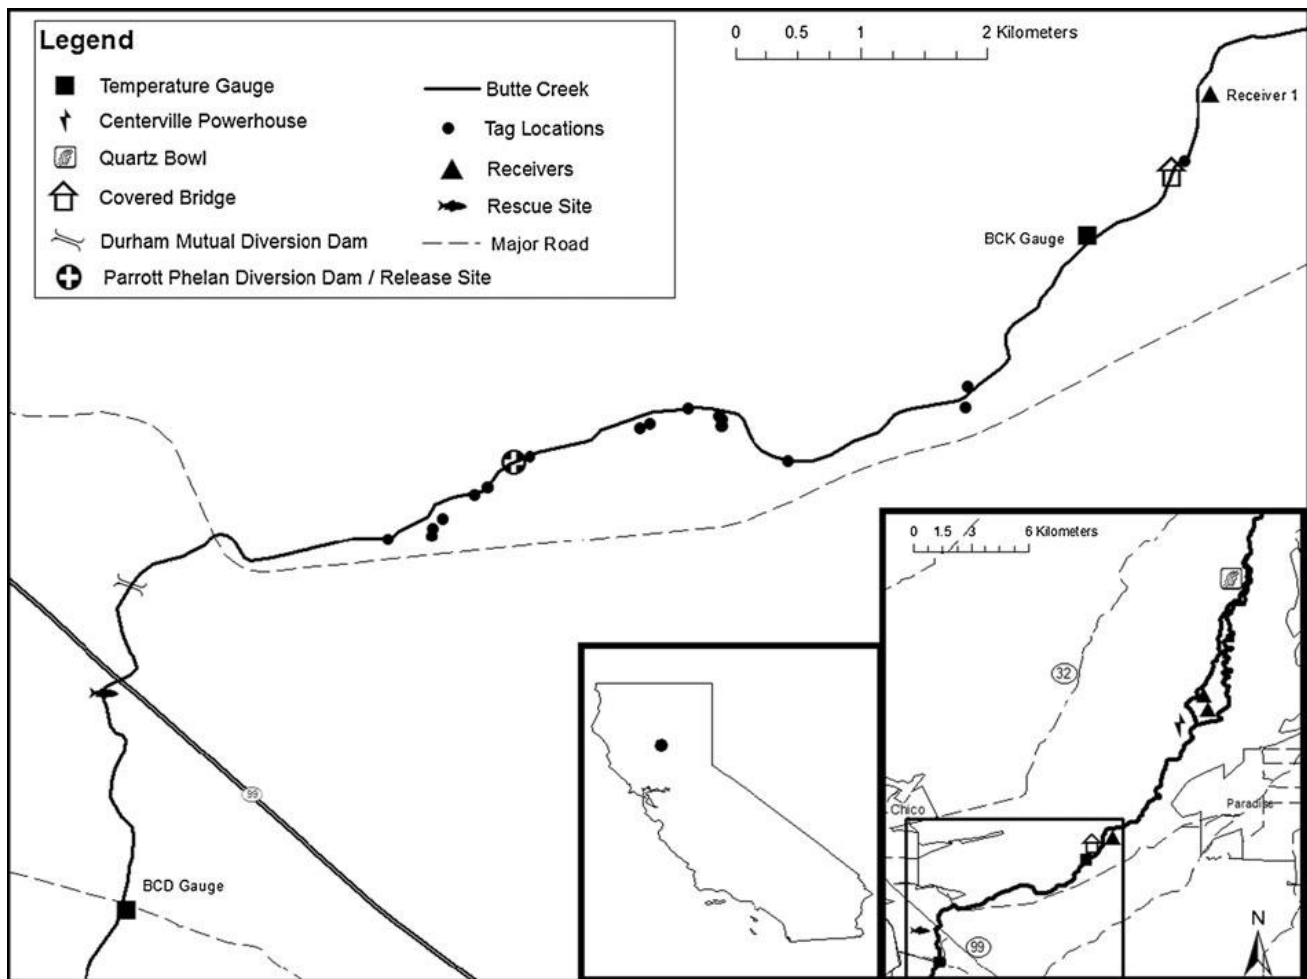 Legend
Temperature Gauge
Centerville Powerhouse
Quartz Bowl
Covered Bridge
Durham Mutual Diversion Dam
Parrott Phelan Diversion Dam / Release Site
Butte Creek
Tag Locations
Receivers
Rescue Site
Major Road
0 0.5 1 2 Kilometers
Receiver 1
BCK Gauge
99
BCD Gauge
0 1.5 3 6 Kilometers
32
Chico
Paradise
99
N